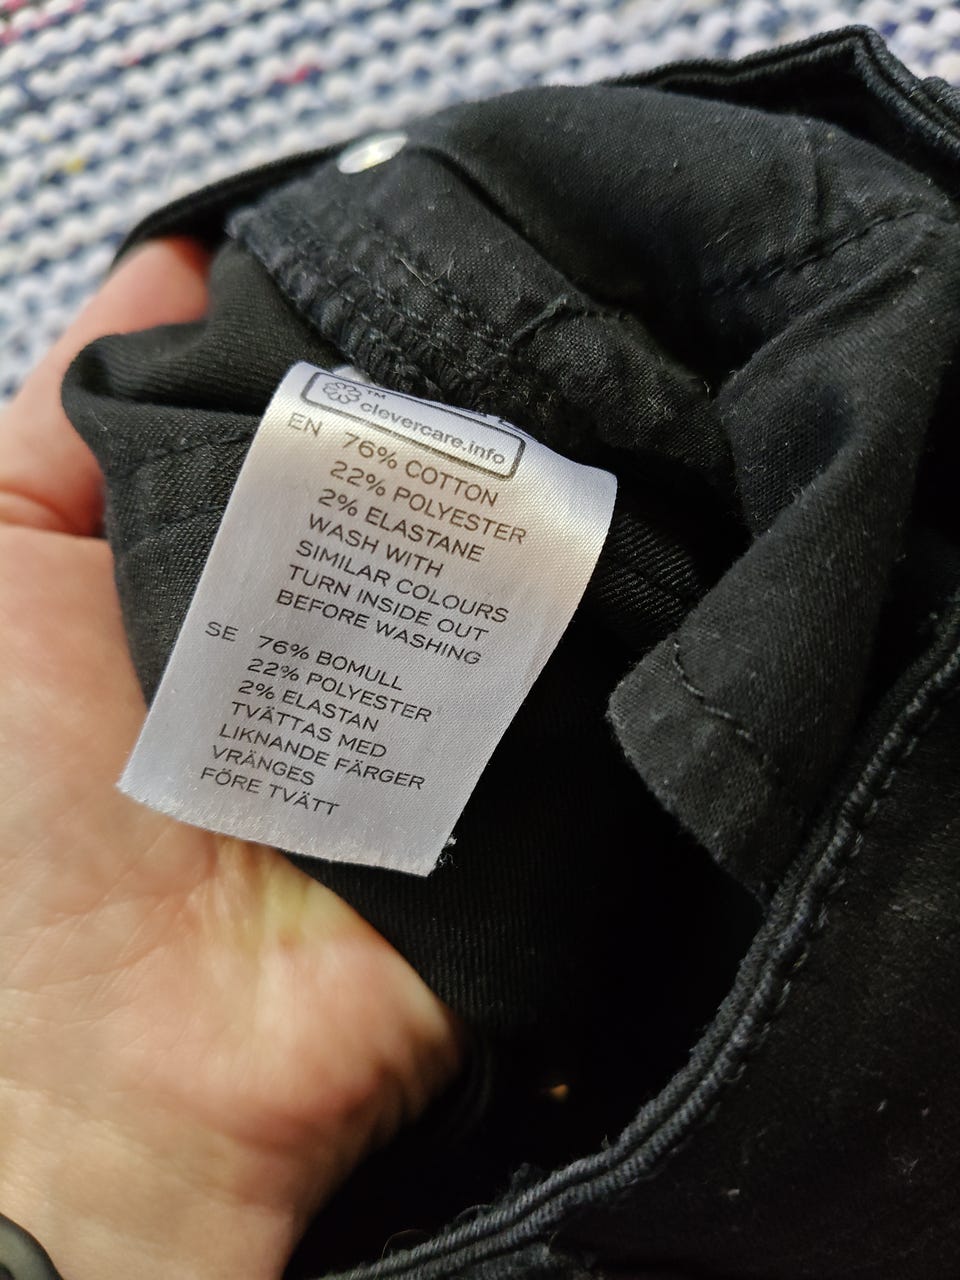 ™
clevercare.info
EN 76% COTTON
22% POLYESTER
2% ELASTANE
WASH WITH
SIMILAR COLOURS
TURN INSIDE OUT
BEFORE WASHING
SE 76% BOMULL
22% POLYESTER
2% ELASTAN
TVÄTTAS MED
LIKNANDE FÄRGER
VRÄNGES
FÖRE TVÄTT